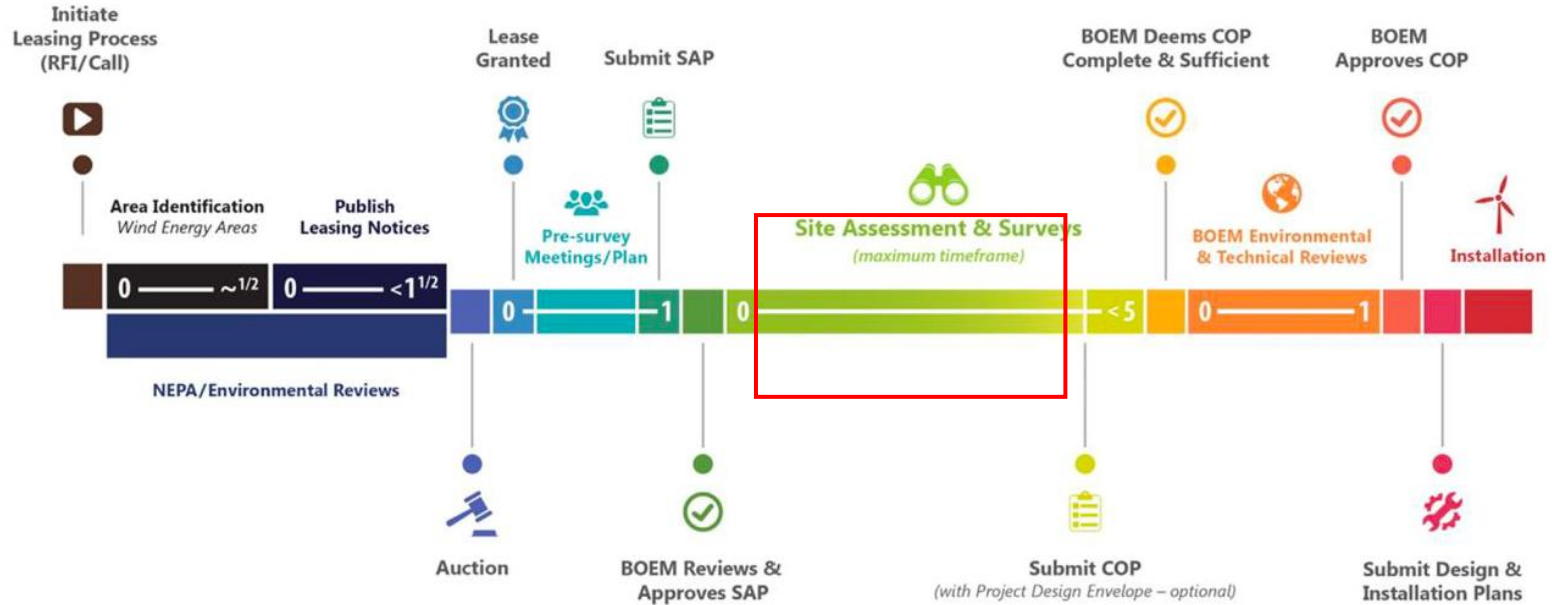 Initiate
Leasing Process
(RFI/Call)
Lease
Granted
Submit SAP
BOEM Deems COP
Complete & Sufficient
BOEM
Approves COP
Area Identification
Wind Energy Areas
Publish
Leasing Notices
Pre-survey
Meetings/Plan
Site Assessment & Surveys
(maximum timeframe)
BOEM Environmental
& Technical Reviews
Installation
0 ~1/2
0 <1 1/2
0 1
0 <5
0 1
NEPA/Environmental Reviews
Auction
BOEM Reviews &
Approves SAP
Submit COP
(with Project Design Envelope – optional)
Submit Design &
Installation Plans